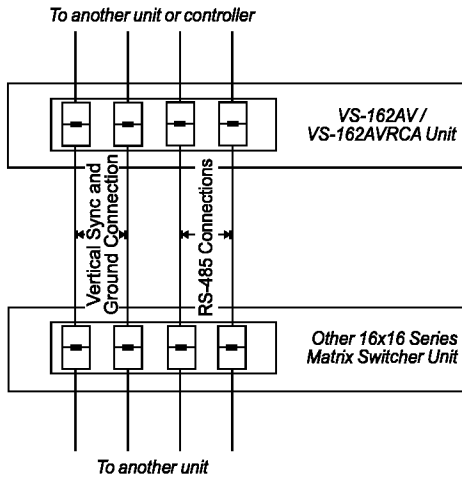 To another unit or controller
VS-162AV /
VS-162AVRCA Unit
Vertical Sync and
Ground Connection
RS-485 Connections
Other 16x16 Series
Matrix Switcher Unit
To another unit